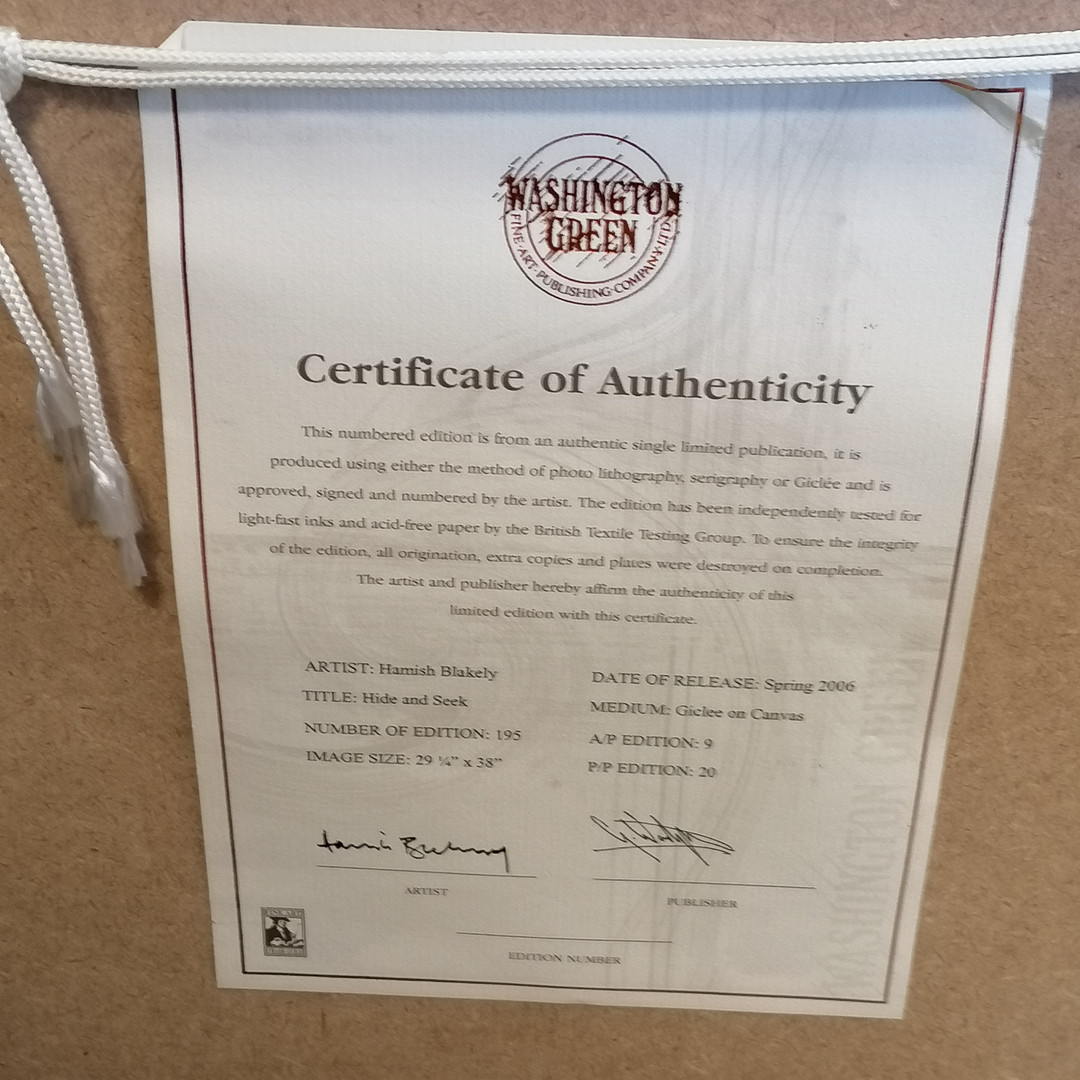 WASHINGTON
GREEN
FINE·ART·PUBLISHING·COMPANY·LTD
Certificate of Authenticity
This numbered edition is from an authentic single limited publication, it is
produced using either the method of photo lithography, serigraphy or Giclée and is
approved, signed and numbered by the artist. The edition has been independently tested for
light-fast inks and acid-free paper by the British Textile Testing Group. To ensure the integrity
of the edition, all origination, extra copies and plates were destroyed on completion.
The artist and publisher hereby affirm the authenticity of this
limited edition with this certificate.
ARTIST: Hamish Blakely
TITLE: Hide and Seek
NUMBER OF EDITION: 195
IMAGE SIZE: 29 ¼" x 38"
DATE OF RELEASE: Spring 2006
MEDIUM: Giclee on Canvas
A/P EDITION: 9
P/P EDITION: 20
ARTIST
PUBLISHER
EDITION NUMBER
WASHINGTON GREEN